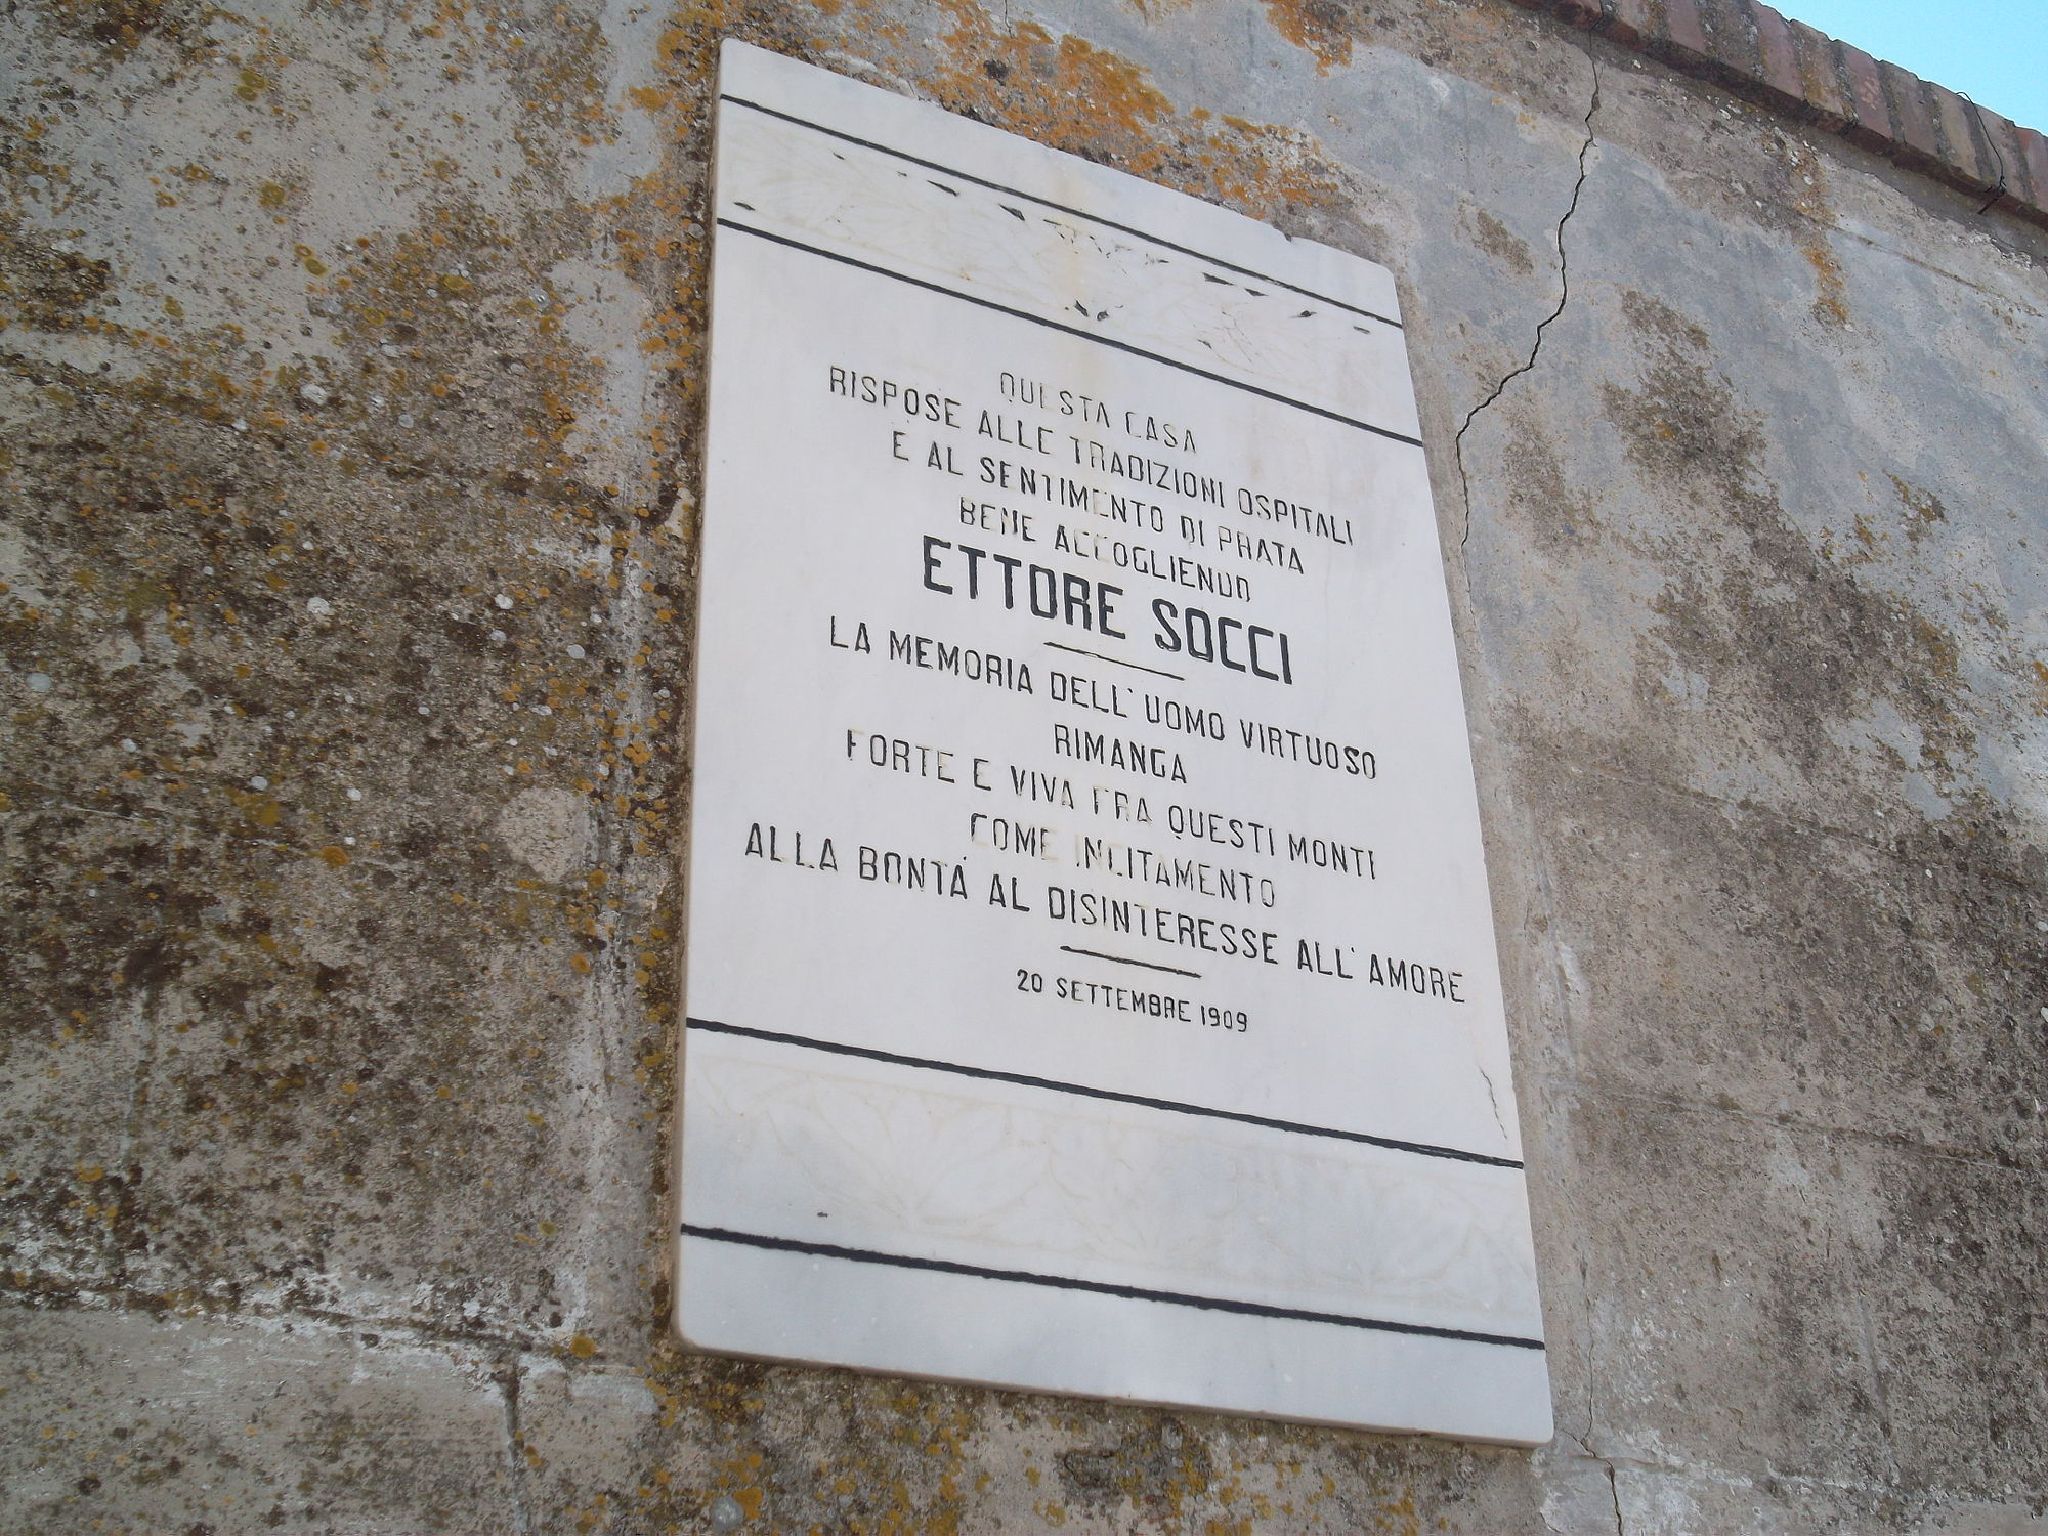 QUESTA CASA
RISPOSE ALLE TRADIZIONI OSPITALI
E AL SENTIMENTO DI PRATA
BENE ACCOGLIENDO
ETTORE SOCCI
LA MEMORIA DELL'UOMO VIRTUOSO
RIMANGA
FORTE E VIVA FRA QUESTI MONTI
COME INCITAMENTO
ALLA BONTÁ AL DISINTERESSE ALL'AMORE
20 SETTEMBRE 1909